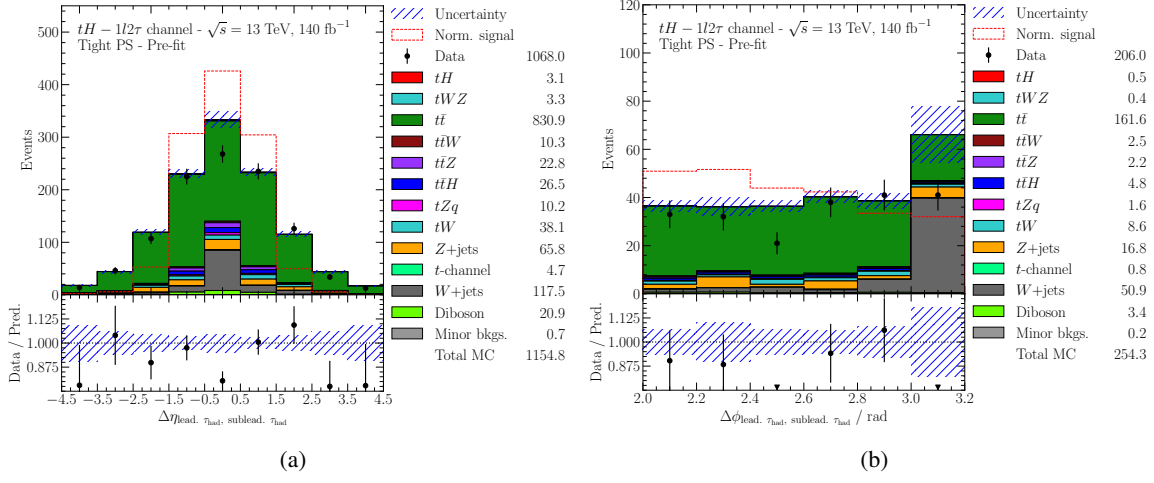 tH − 1l2τ channel - √s = 13 TeV, 140 fb⁻¹
Tight PS - Pre-fit
Events
500
400
300
200
100
0
Data / Pred.
1.125
1.000
0.875
−4.5 −3.5 −2.5 −1.5 −0.5 0.5 1.5 2.5 3.5 4.5
Δη_{lead. τ_had, sublead. τ_had}
Uncertainty
Norm. signal
Data 1068.0
tH 3.1
tWZ 3.3
tt̄ 830.9
tt̄W 10.3
tt̄Z 22.8
tt̄H 26.5
tZq 10.2
tW 38.1
Z+jets 65.8
t-channel 4.7
W+jets 117.5
Diboson 20.9
Minor bkgs. 0.7
Total MC 1154.8
(a)
tH − 1l2τ channel - √s = 13 TeV, 140 fb⁻¹
Tight PS - Pre-fit
Events
120
100
80
60
40
20
0
Data / Pred.
1.125
1.000
0.875
2.0 2.2 2.4 2.6 2.8 3.0 3.2
Δϕ_{lead. τ_had, sublead. τ_had} / rad
Uncertainty
Norm. signal
Data 206.0
tH 0.5
tWZ 0.4
tt̄ 161.6
tt̄W 2.5
tt̄Z 2.2
tt̄H 4.8
tZq 1.6
tW 8.6
Z+jets 16.8
t-channel 0.8
W+jets 50.9
Diboson 3.4
Minor bkgs. 0.2
Total MC 254.3
(b)